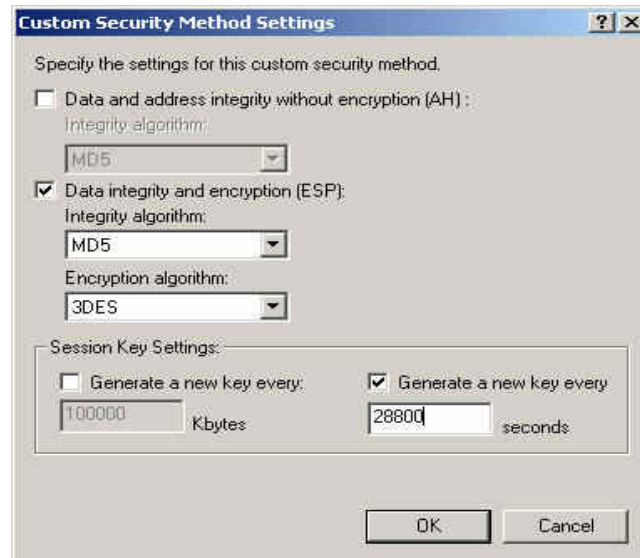 Custom Security Method Settings
Specify the settings for this custom security method.
Data and address integrity without encryption (AH) :
Integrity algorithm:
MD5
Data integrity and encryption (ESP):
Integrity algorithm:
MD5
Encryption algorithm:
3DES
Session Key Settings:
Generate a new key every: Generate a new key every
100000 Kbytes 28800 seconds
OK Cancel